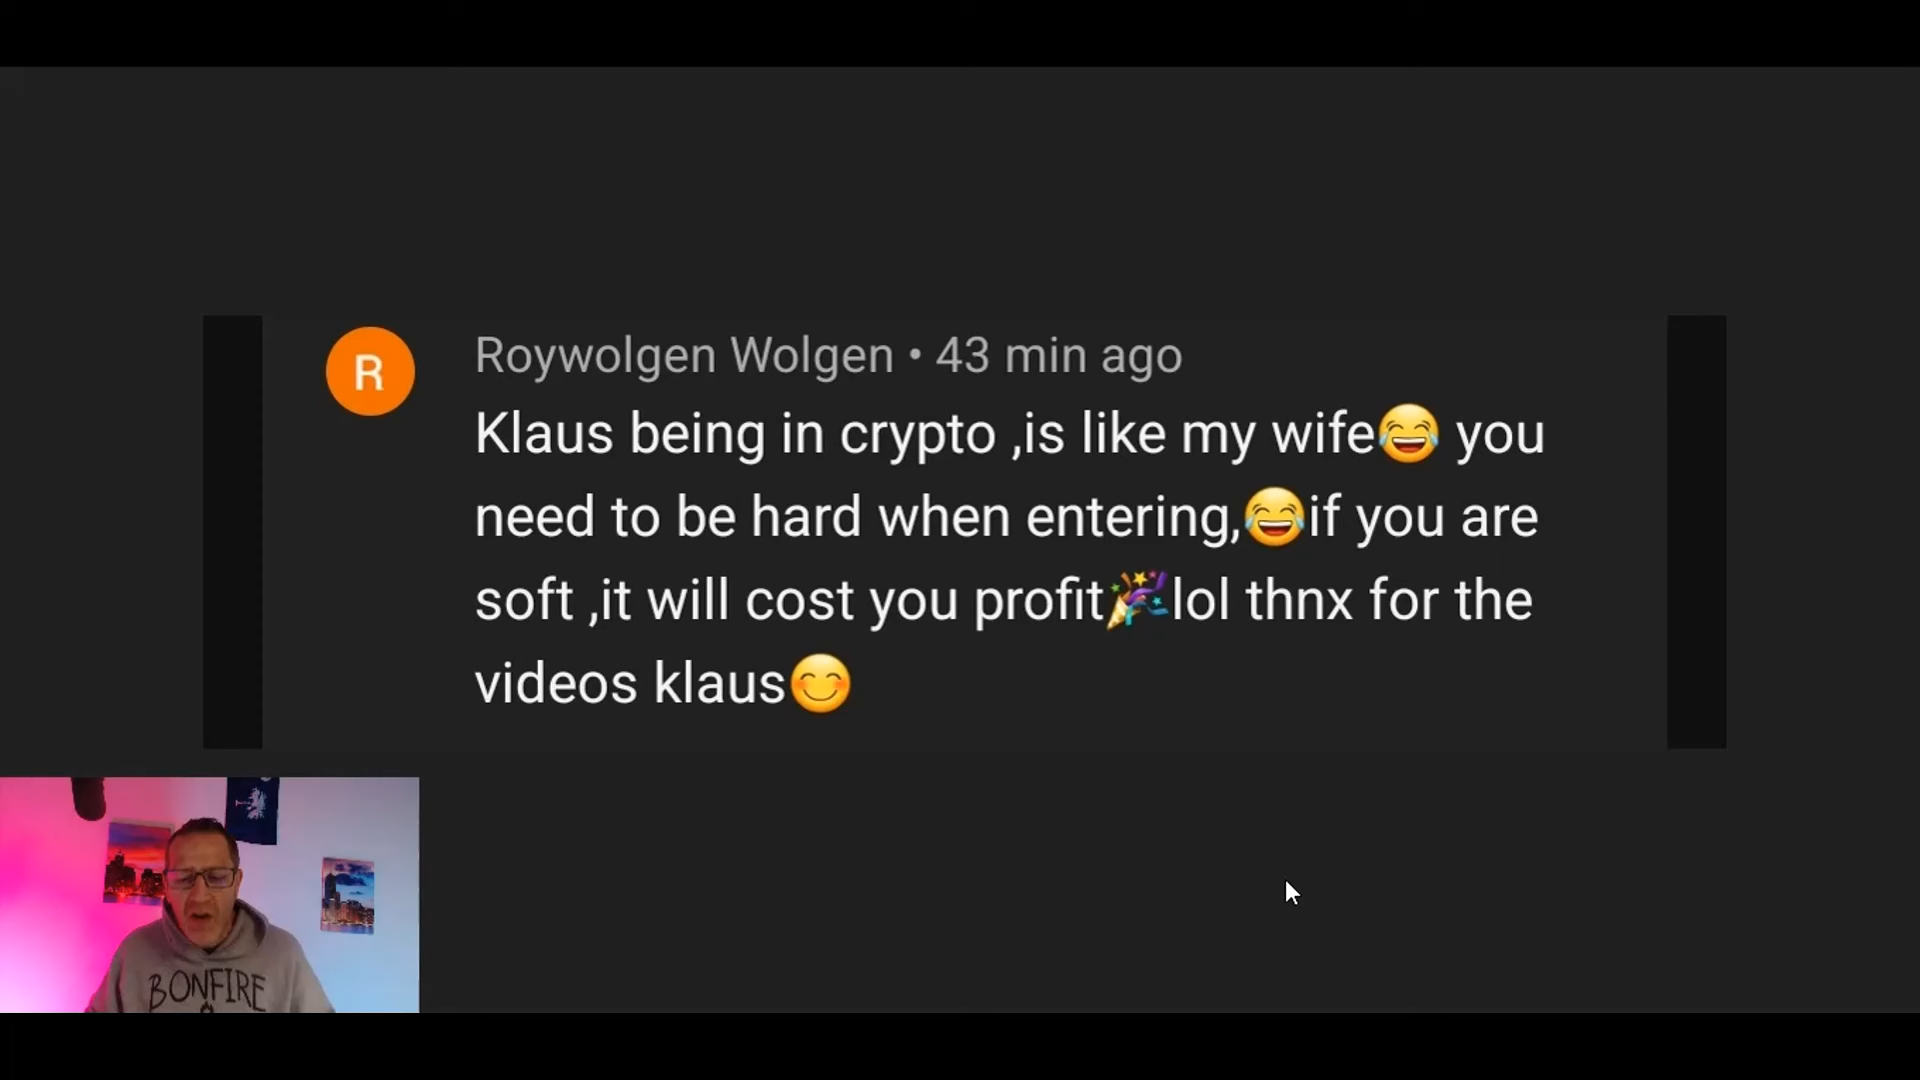 R
Roywolgen Wolgen • 43 min ago
Klaus being in crypto ,is like my wife😂 you
need to be hard when entering,😂if you are
soft ,it will cost you profit🎉lol thnx for the
videos klaus😊
BONFIRE